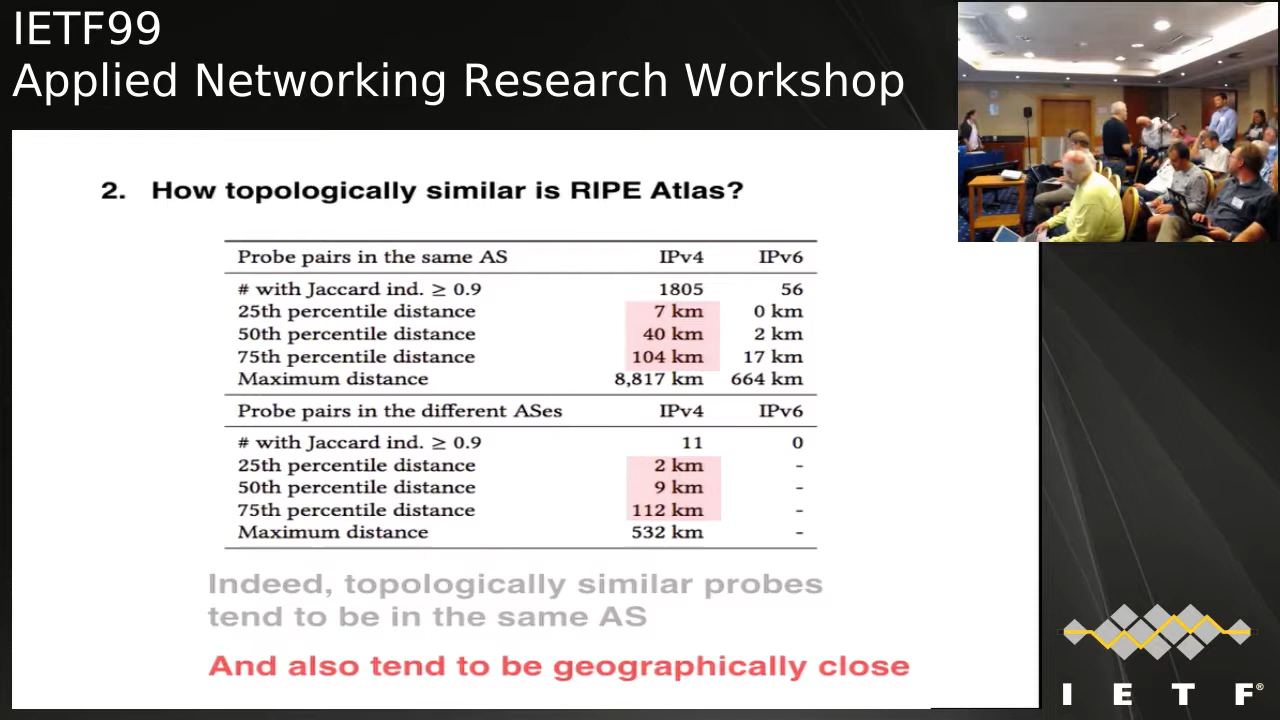 IETF99
Applied Networking Research Workshop
2. How topologically similar is RIPE Atlas?
Probe pairs in the same AS IPv4 IPv6
# with Jaccard ind. ≥ 0.9 1805 56
25th percentile distance 7 km 0 km
50th percentile distance 40 km 2 km
75th percentile distance 104 km 17 km
Maximum distance 8,817 km 664 km
Probe pairs in the different ASes IPv4 IPv6
# with Jaccard ind. ≥ 0.9 11 0
25th percentile distance 2 km -
50th percentile distance 9 km -
75th percentile distance 112 km -
Maximum distance 532 km -
Indeed, topologically similar probes
tend to be in the same AS
And also tend to be geographically close
I E T F®